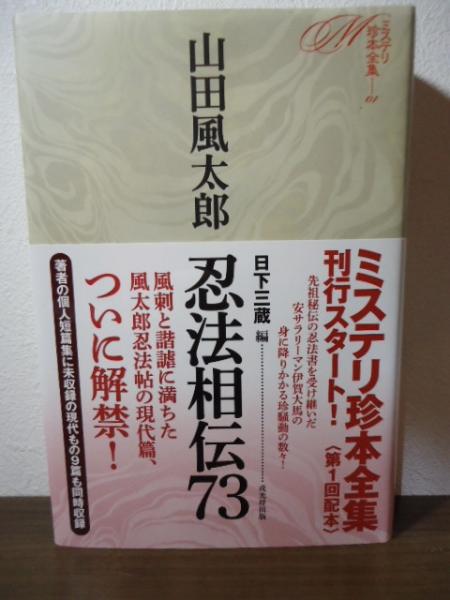 ミステリ
珍本全集——01
M
山田風太郎
忍法相伝73
日下三蔵 編
戎光祥出版
ミステリ珍本全集
刊行スタート!〈第1回配本〉
先祖秘伝の忍法書を受け継いだ
安サラリーマン伊賀大馬の
身に降りかかる珍騒動の数々!
風刺と諧謔に満ちた
風太郎忍法帖の現代篇、
ついに解禁!
著者の個人短篇集に未収録の現代もの9篇も同時収録